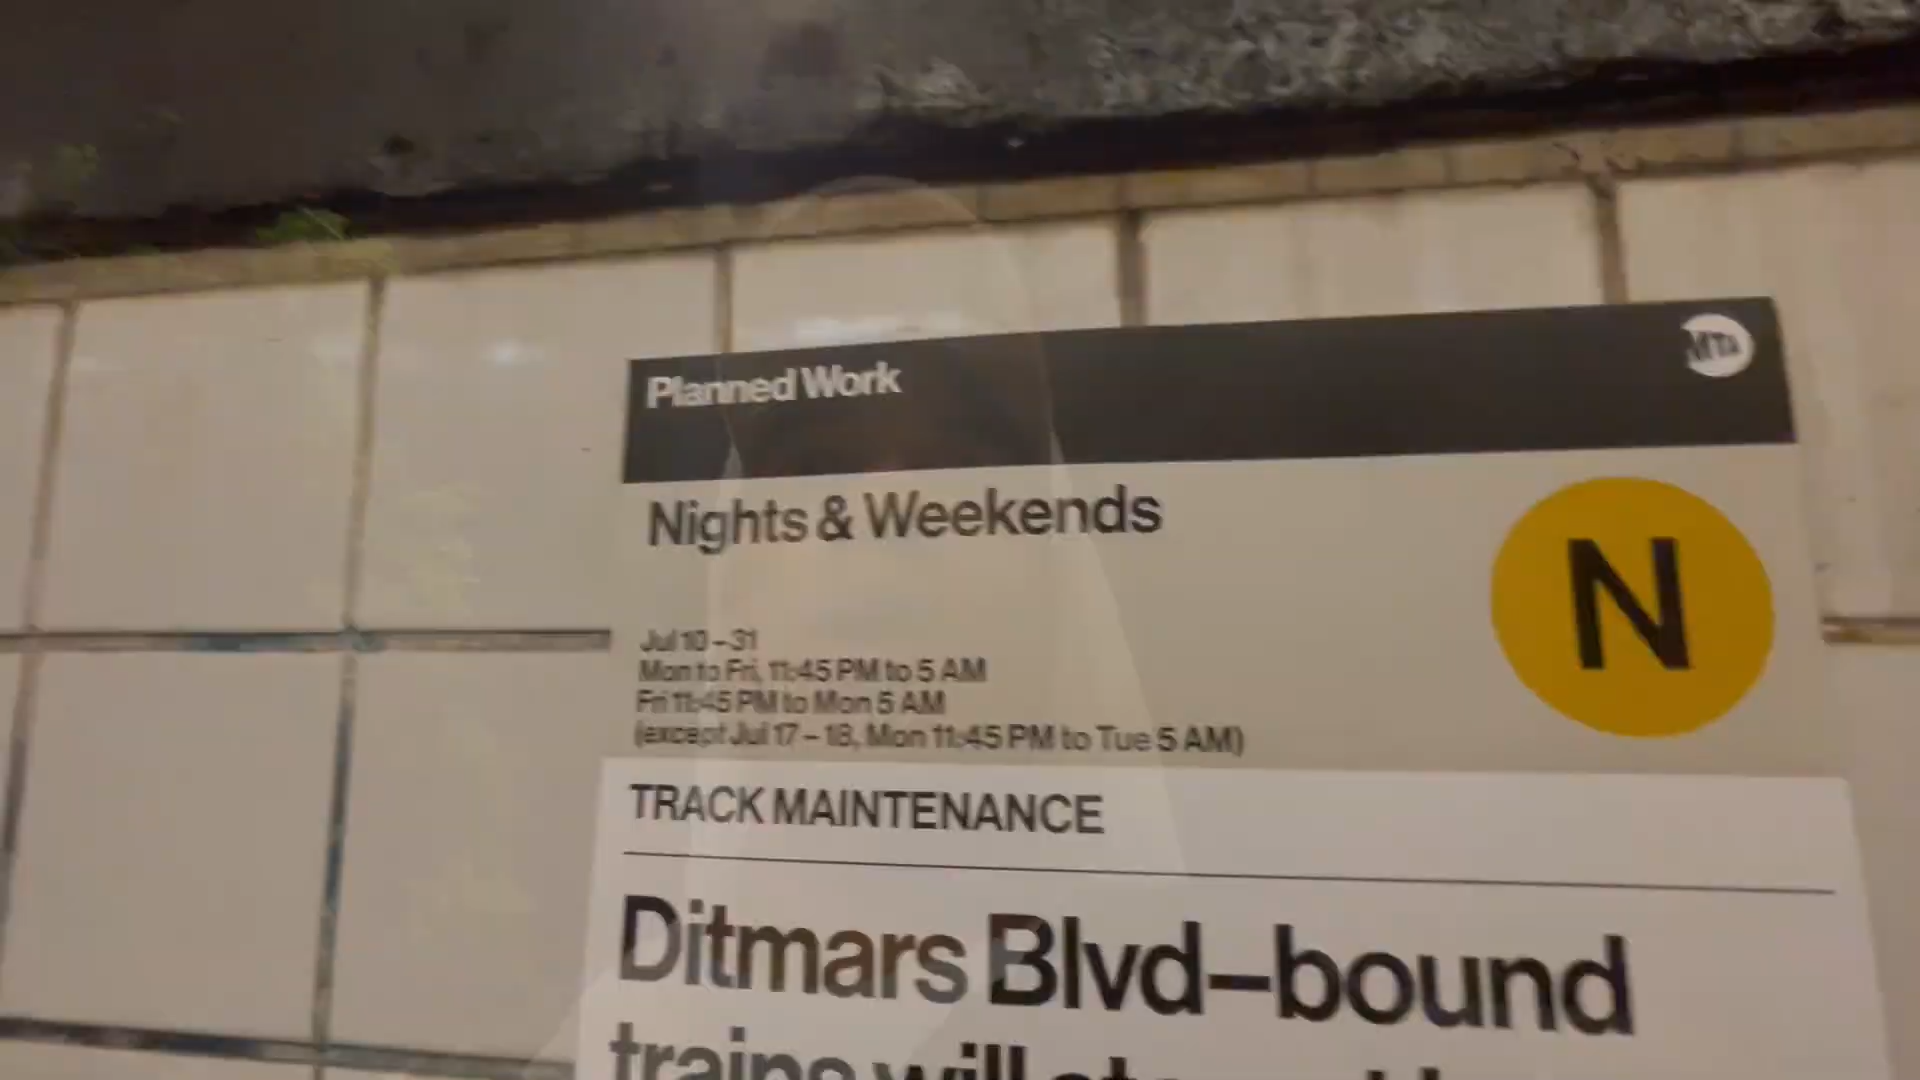 Planned Work
MTA
Nights & Weekends
N
Jul 10 – 31
Mon to Fri, 11:45 PM to 5 AM
Fri 11:45 PM to Mon 5 AM
(except Jul 17 – 18, Mon 11:45 PM to Tue 5 AM)
TRACK MAINTENANCE
Ditmars Blvd–bound
trains will